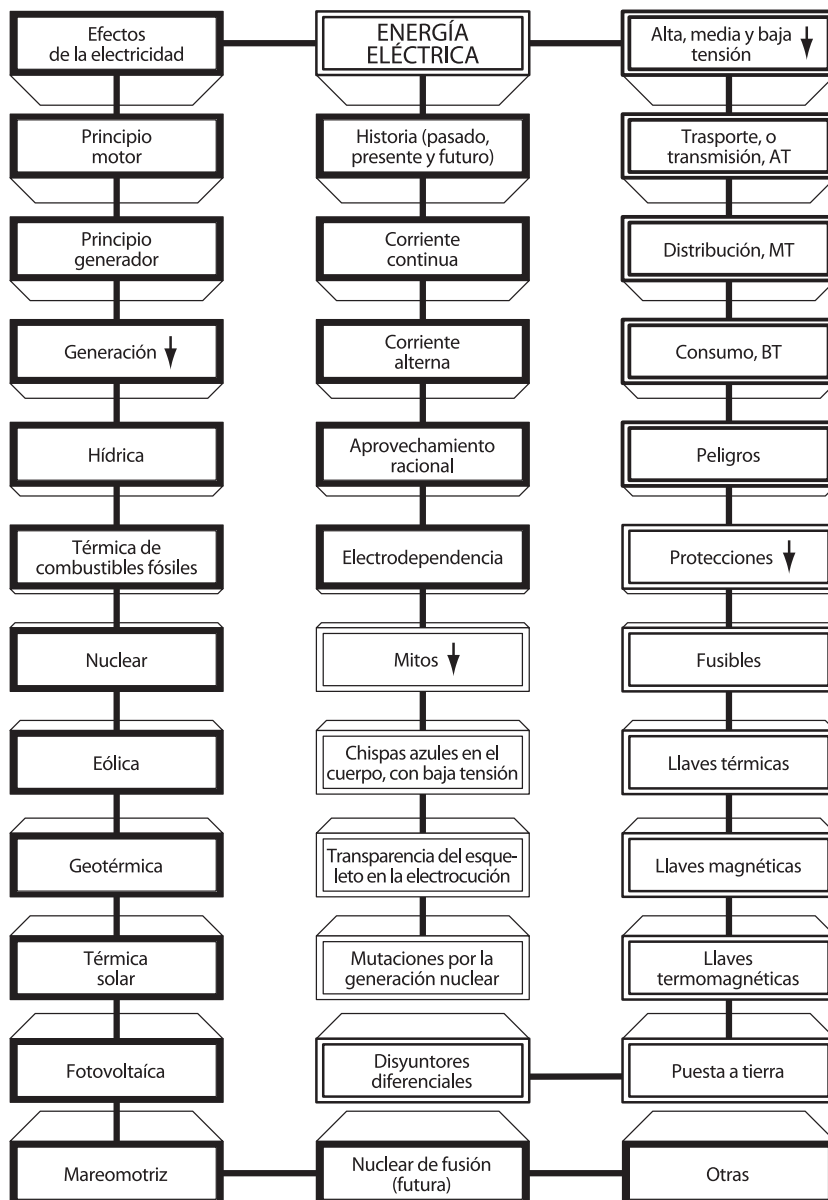 Efectos
de la electricidad
ENERGÍA
ELÉCTRICA
Alta, media y baja
tensión
Principio
motor
Historia (pasado,
presente y futuro)
Trasporte, o
transmisión, AT
Principio
generador
Corriente
continua
Distribución, MT
Generación
Corriente
alterna
Consumo, BT
Hídrica
Aprovechamiento
racional
Peligros
Térmica de
combustibles fósiles
Electrodependencia
Protecciones
Nuclear
Mitos
Fusibles
Eólica
Chispas azules en el
cuerpo, con baja tensión
Llaves térmicas
Geotérmica
Transparencia del esque-
leto en la electrocución
Llaves magnéticas
Térmica
solar
Mutaciones por la
generación nuclear
Llaves
termomagnéticas
Fotovoltaíca
Disyuntores
diferenciales
Puesta a tierra
Mareomotriz
Nuclear de fusión
(futura)
Otras